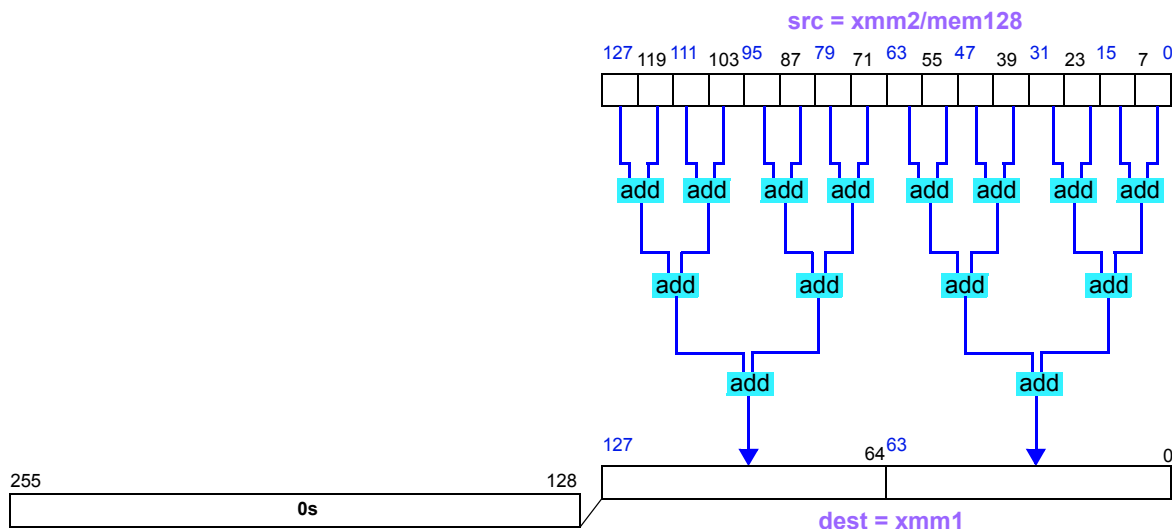 src = xmm2/mem128
127 119 111 103 95 87 79 71 63 55 47 39 31 23 15 7 0
add add add add add add add add
add add add add
add add
127 64 63 0
255 128
0s
dest = xmm1